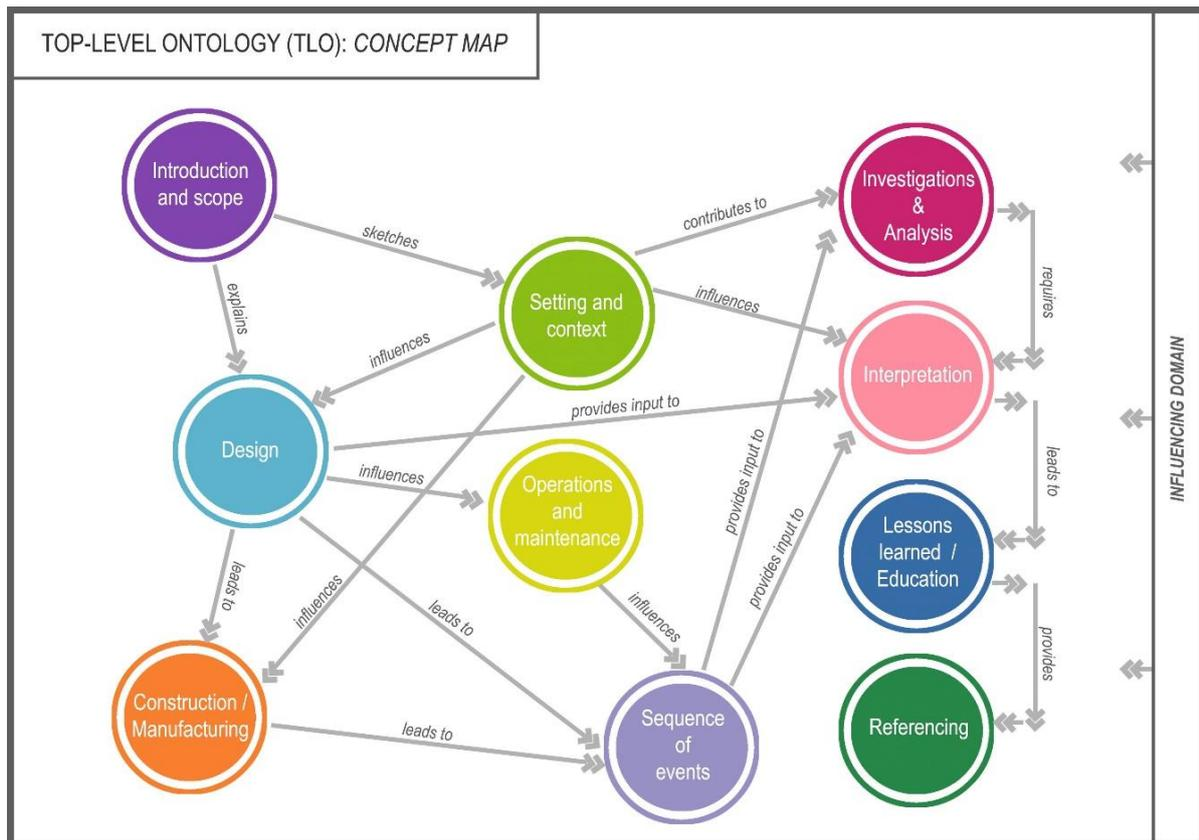 TOP-LEVEL ONTOLOGY (TLO): CONCEPT MAP
Introduction
and scope
sketches
explains
Setting and
context
contributes to
influences
influences
influences
Investigations
&
Analysis
requires
Interpretation
leads to
Design
provides input to
influences
leads to
leads to
Operations
and
maintenance
influences
provides input to
provides input to
Lessons
learned /
Education
provides
Construction /
Manufacturing
leads to
Sequence
of
events
Referencing
INFLUENCING DOMAIN